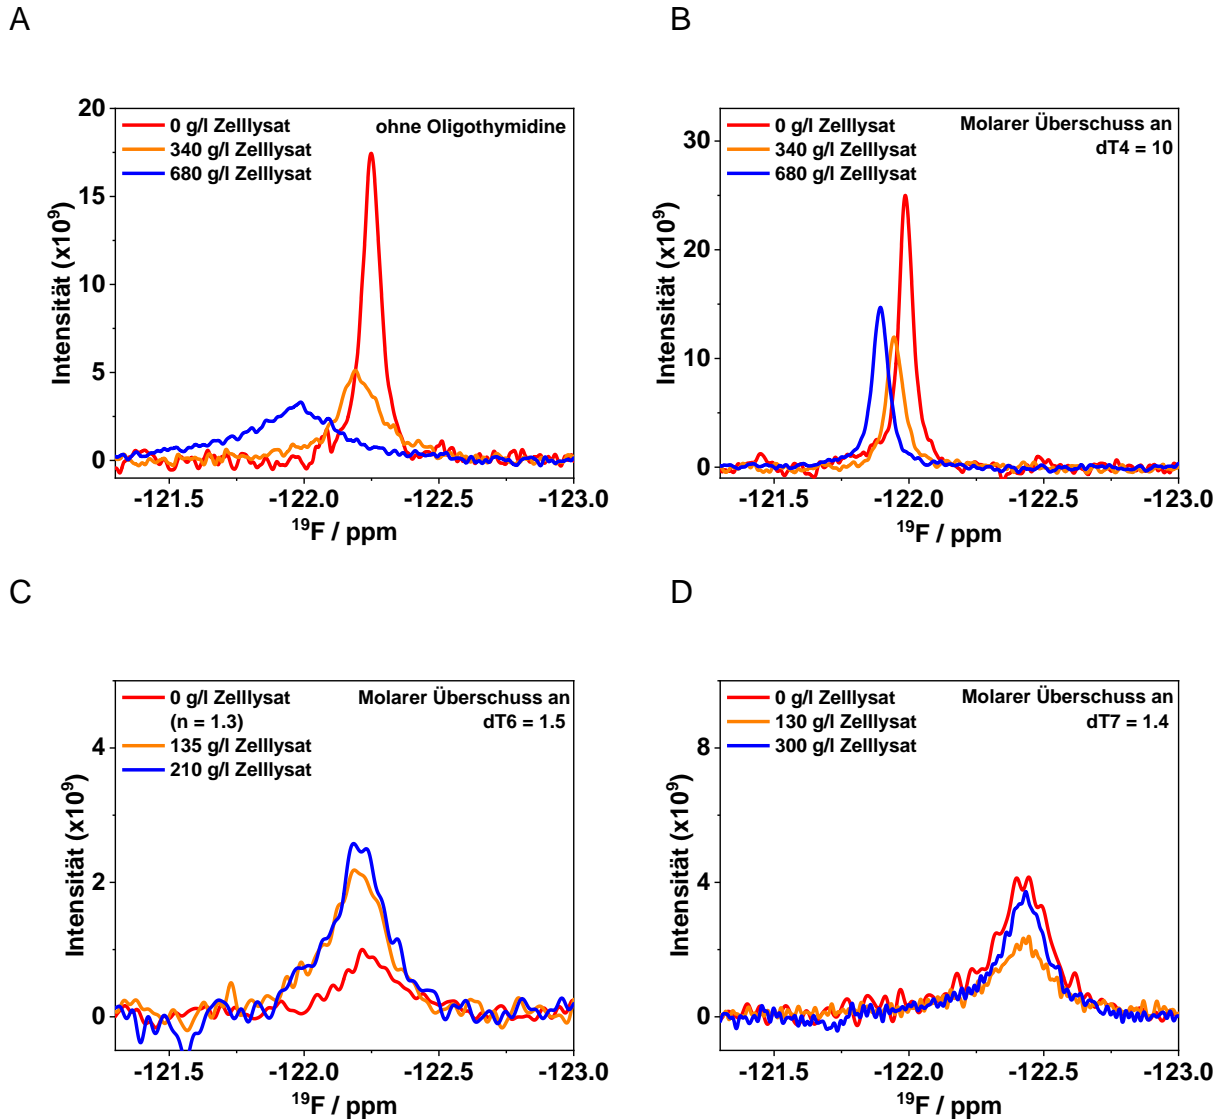 A
B
20
15
10
5
0
Intensität (x10⁹)
0 g/l Zelllysat
340 g/l Zelllysat
680 g/l Zelllysat
ohne Oligothymidine
-121.5
-122.0
-122.5
-123.0
¹⁹F / ppm
30
20
10
0
Intensität (x10⁹)
0 g/l Zelllysat
340 g/l Zelllysat
680 g/l Zelllysat
Molarer Überschuss an
dT4 = 10
-121.5
-122.0
-122.5
-123.0
¹⁹F / ppm
C
D
4
2
0
Intensität (x10⁹)
0 g/l Zelllysat
(n = 1.3)
135 g/l Zelllysat
210 g/l Zelllysat
Molarer Überschuss an
dT6 = 1.5
-121.5
-122.0
-122.5
-123.0
¹⁹F / ppm
8
4
0
Intensität (x10⁹)
0 g/l Zelllysat
130 g/l Zelllysat
300 g/l Zelllysat
Molarer Überschuss an
dT7 = 1.4
-121.5
-122.0
-122.5
-123.0
¹⁹F / ppm